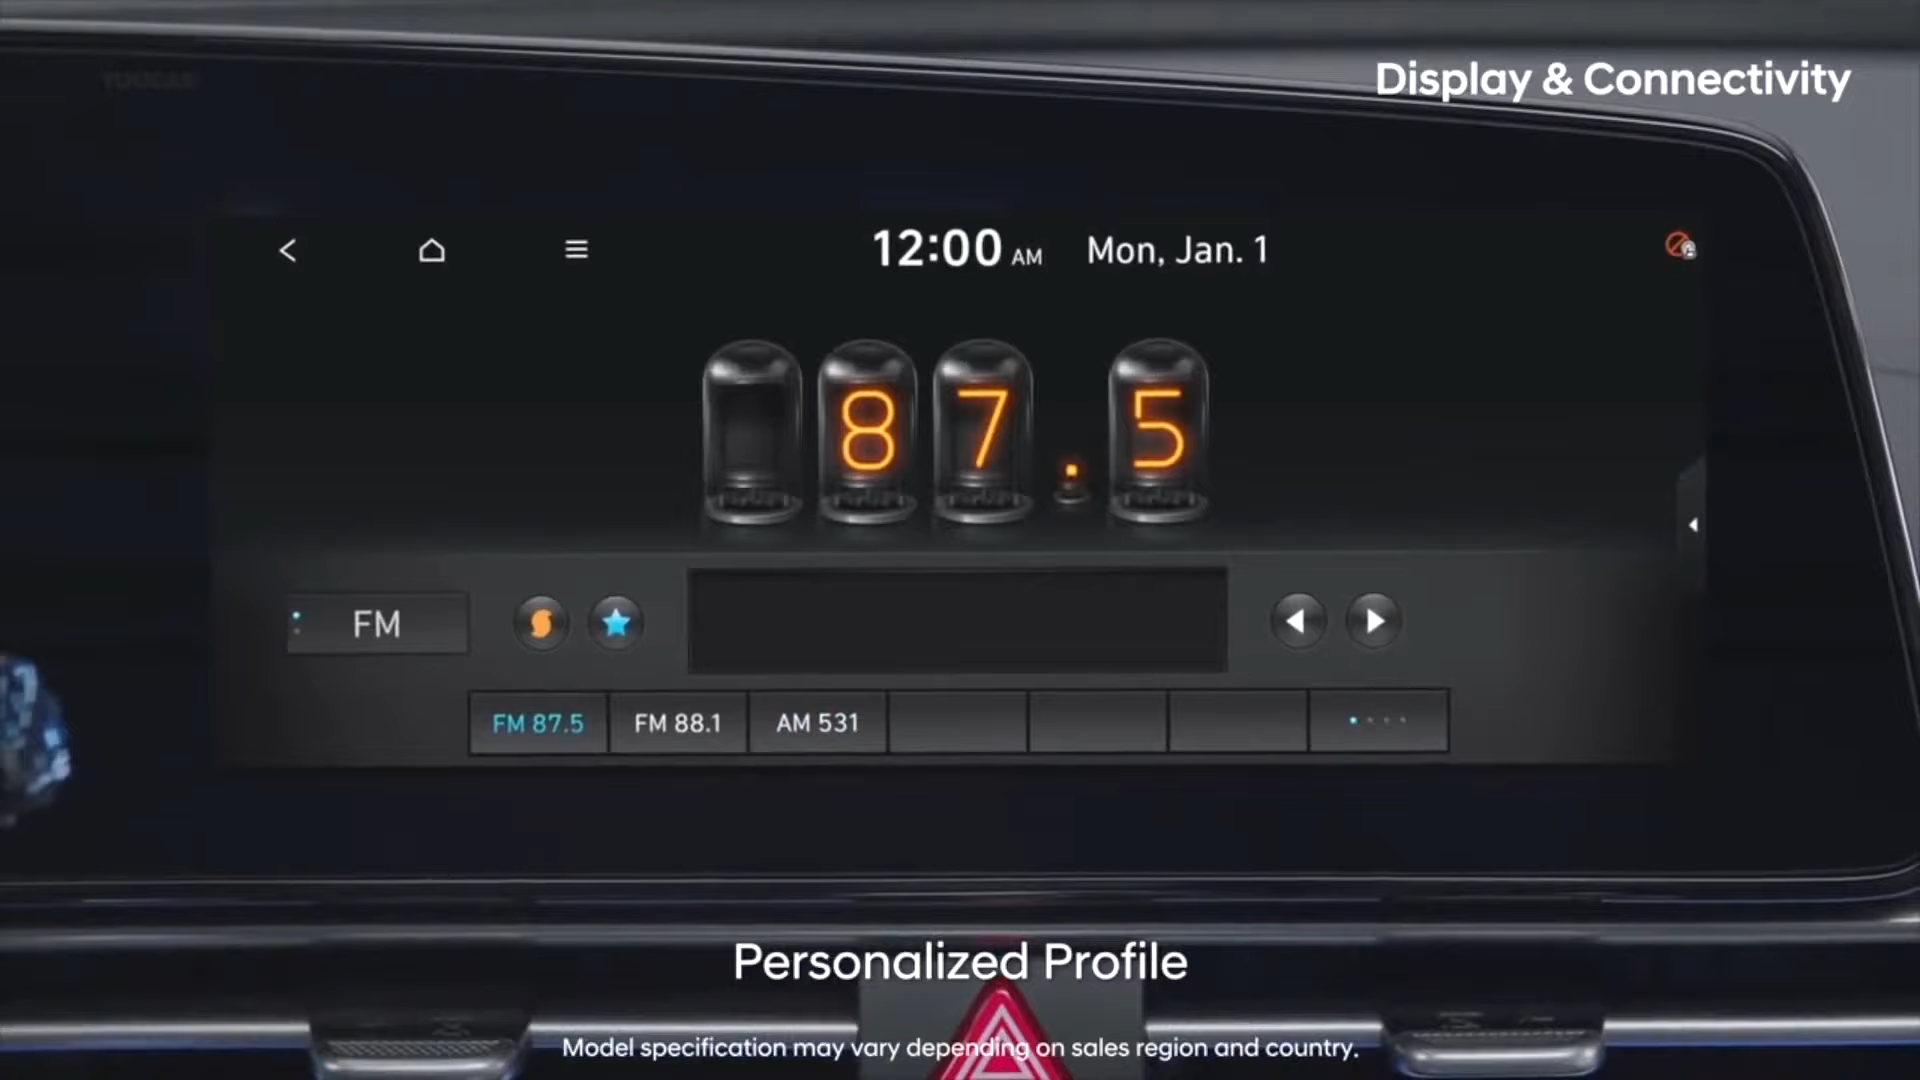 Display & Connectivity
12:00 AM Mon, Jan. 1
87.5
FM
FM 87.5 FM 88.1 AM 531
Personalized Profile
Model specification may vary depending on sales region and country.